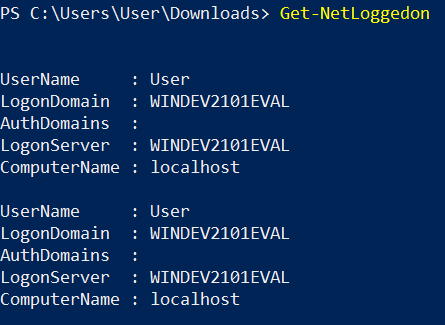 PS C:\Users\User\Downloads> Get-NetLoggedon
UserName : User
LogonDomain : WINDEV2101EVAL
AuthDomains :
LogonServer : WINDEV2101EVAL
ComputerName : localhost
UserName : User
LogonDomain : WINDEV2101EVAL
AuthDomains :
LogonServer : WINDEV2101EVAL
ComputerName : localhost